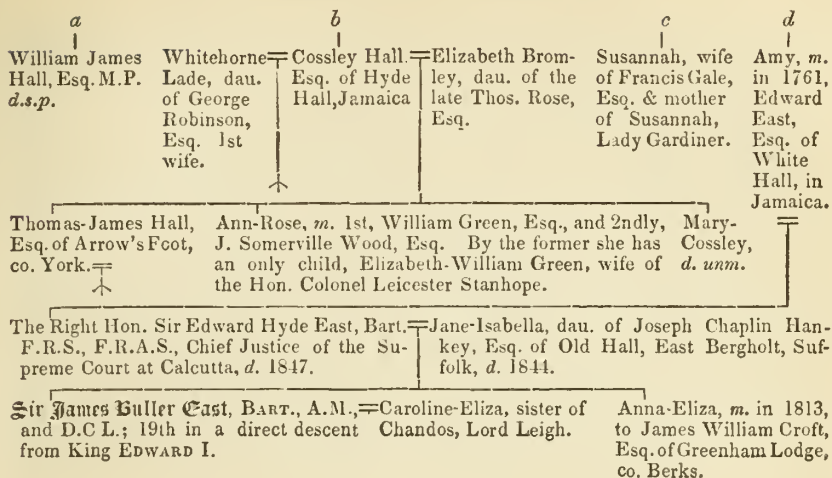 a b c d
William James
Hall, Esq. M.P.
d.s.p.
Whitehorne
Lade, dau.
of George
Robinson,
Esq. 1st
wife.
Cossley Hall.
Esq. of Hyde
Hall, Jamaica
Elizabeth Brom-
ley, dau. of the
late Thos. Rose,
Esq.
Susannah, wife
of Francis Gale,
Esq. & mother
of Susannah,
Lady Gardiner.
Amy, m.
in 1761,
Edward
East,
Esq. of
White
Hall, in
Jamaica.
Thomas-James Hall,
Esq. of Arrow's Foot,
co. York.
Ann-Rose, m. 1st, William Green, Esq., and 2ndly,
J. Somerville Wood, Esq. By the former she has
an only child, Elizabeth-William Green, wife of
the Hon. Colonel Leicester Stanhope.
Mary-
Cossley,
d. unm.
The Right Hon. Sir Edward Hyde East, Bart.
F.R.S., F.R.A.S., Chief Justice of the Su-
preme Court at Calcutta, d. 1847.
Jane-Isabella, dau. of Joseph Chaplin Han-
key, Esq. of Old Hall, East Bergholt, Suf-
folk, d. 1844.
Sir James Buller East, BART., A.M.,
and D.C L.; 19th in a direct descent
from King EDWARD I.
Caroline-Eliza, sister of
Chandos, Lord Leigh.
Anna-Eliza, m. in 1813,
to James William Croft,
Esq. of Greenham Lodge,
co. Berks.